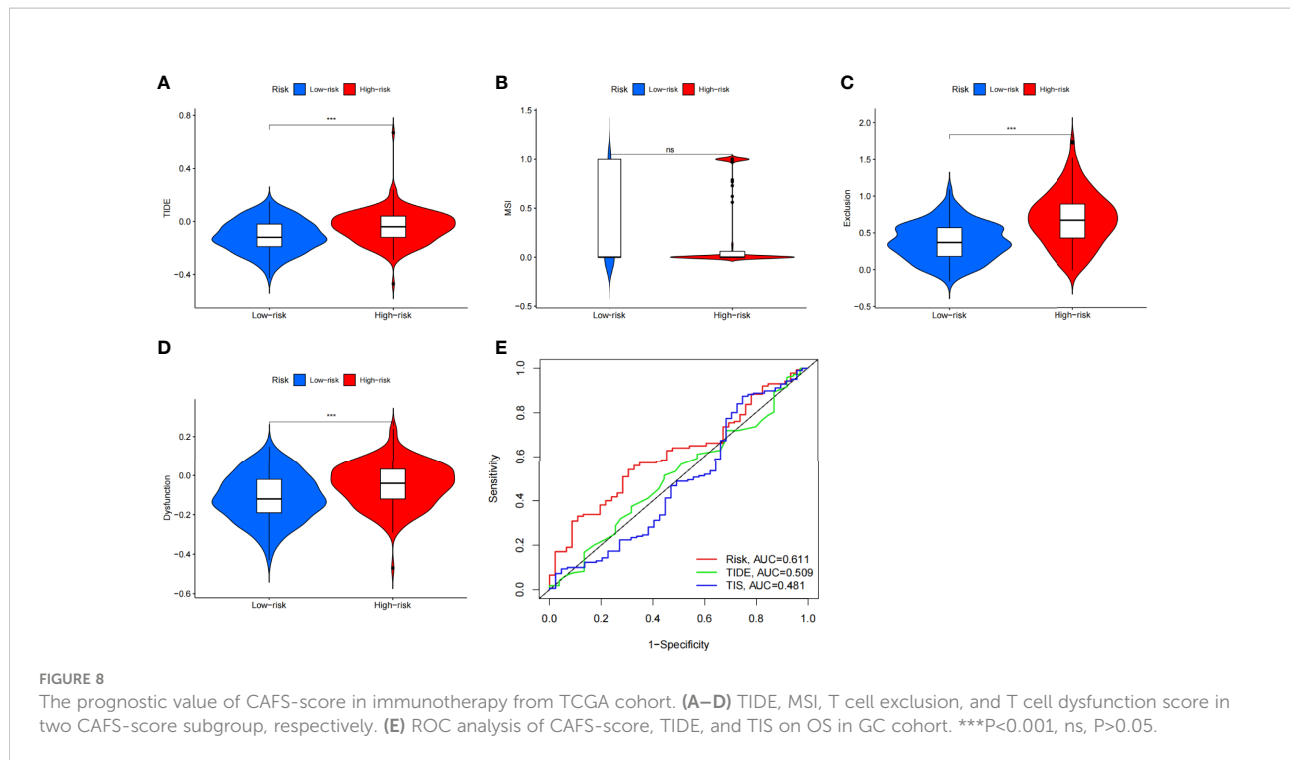 A
Risk Low−risk High−risk
***
TIDE
0.8
0.4
0.0
−0.4
Low−risk High−risk
B
Risk Low−risk High−risk
ns
MSI
1.5
1.0
0.5
0.0
−0.5
Low−risk High−risk
C
Risk Low−risk High−risk
***
Exclusion
2.0
1.5
1.0
0.5
0.0
−0.5
Low−risk High−risk
D
Risk Low−risk High−risk
***
Dysfunction
0.2
0.0
−0.2
−0.4
−0.6
Low−risk High−risk
E
Sensitivity
1.0
0.8
0.6
0.4
0.2
0.0
Risk, AUC=0.611
TIDE, AUC=0.509
TIS, AUC=0.481
0.0 0.2 0.4 0.6 0.8 1.0
1−Specificity
FIGURE 8
The prognostic value of CAFS-score in immunotherapy from TCGA cohort. (A–D) TIDE, MSI, T cell exclusion, and T cell dysfunction score in
two CAFS-score subgroup, respectively. (E) ROC analysis of CAFS-score, TIDE, and TIS on OS in GC cohort. ***P<0.001, ns, P>0.05.